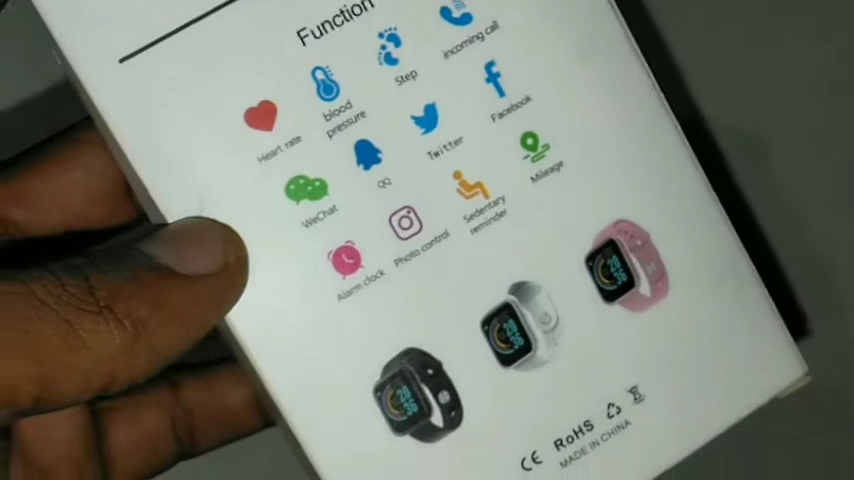 Function
Heart rate
blood
pressure
Step
incoming call
WeChat
QQ
Twitter
Facebook
Alarm clock
Photo control
Sedentary
reminder
Mileage
CE RoHS
MADE IN CHINA